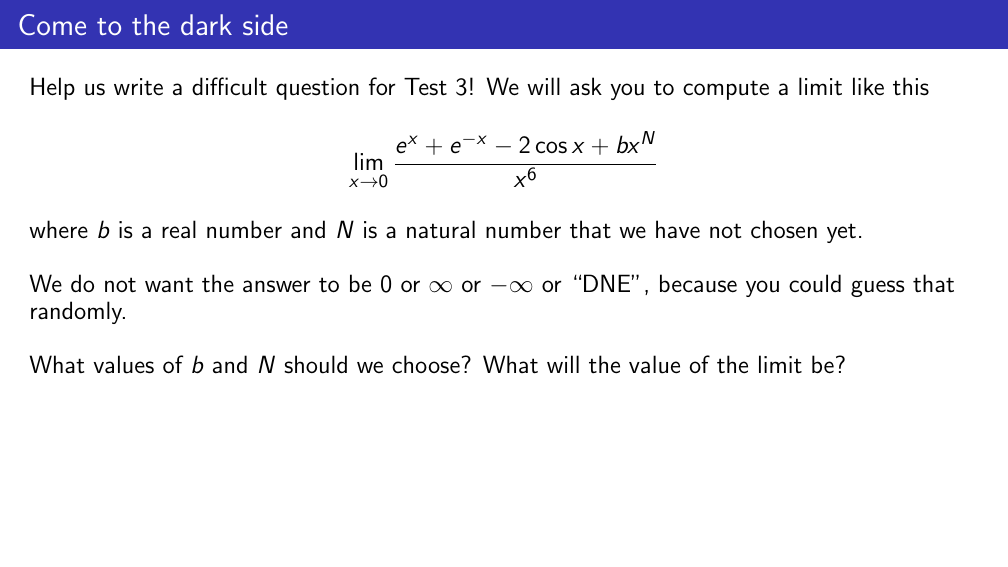 Come to the dark side
Help us write a difficult question for Test 3! We will ask you to compute a limit like this
lim_{x→0} \frac{e^x + e^{−x} − 2 cos x + bx^N}{x^6}
where b is a real number and N is a natural number that we have not chosen yet.
We do not want the answer to be 0 or ∞ or −∞ or “DNE”, because you could guess that
randomly.
What values of b and N should we choose? What will the value of the limit be?